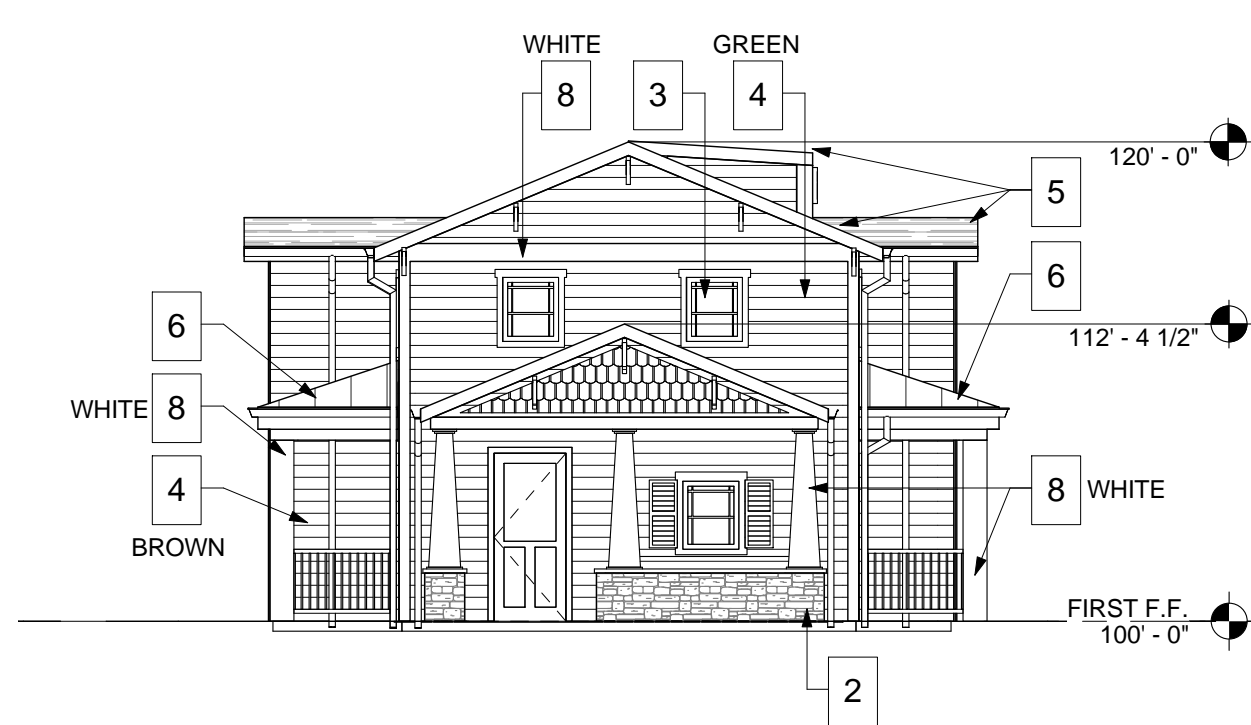 WHITE
GREEN
8
3
4
120' - 0"
5
6
112' - 4 1/2"
6
WHITE
8
4
BROWN
8
WHITE
FIRST F.F.
100' - 0"
2